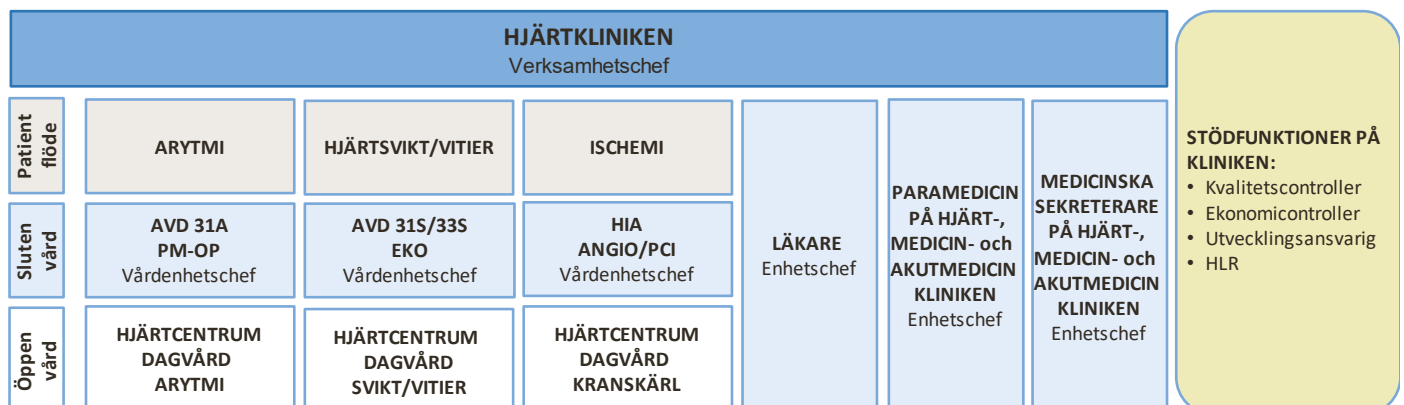 HJÄRTKLINIKEN
Verksamhetschef
Patient
flöde
ARYTMI
HJÄRTSVIKT/VITIER
ISCHEMI
Sluten
vård
AVD 31A
PM-OP
Vårdenhetschef
AVD 31S/33S
EKO
Vårdenhetschef
HIA
ANGIO/PCI
Vårdenhetschef
Öppen
vård
HJÄRTCENTRUM
DAGVÅRD
ARYTMI
HJÄRTCENTRUM
DAGVÅRD
SVIKT/VITIER
HJÄRTCENTRUM
DAGVÅRD
KRANSKÄRL
LÄKARE
Enhetschef
PARAMEDICIN
PÅ HJÄRT-,
MEDICIN- och
AKUTMEDICIN
KLINIKEN
Enhetschef
MEDICINSKA
SEKRETERARE
PÅ HJÄRT-,
MEDICIN- och
AKUTMEDICIN
KLINIKEN
Enhetschef
STÖDFUNKTIONER PÅ
KLINIKEN:
• Kvalitetscontroller
• Ekonomicontroller
• Utvecklingsansvarig
• HLR